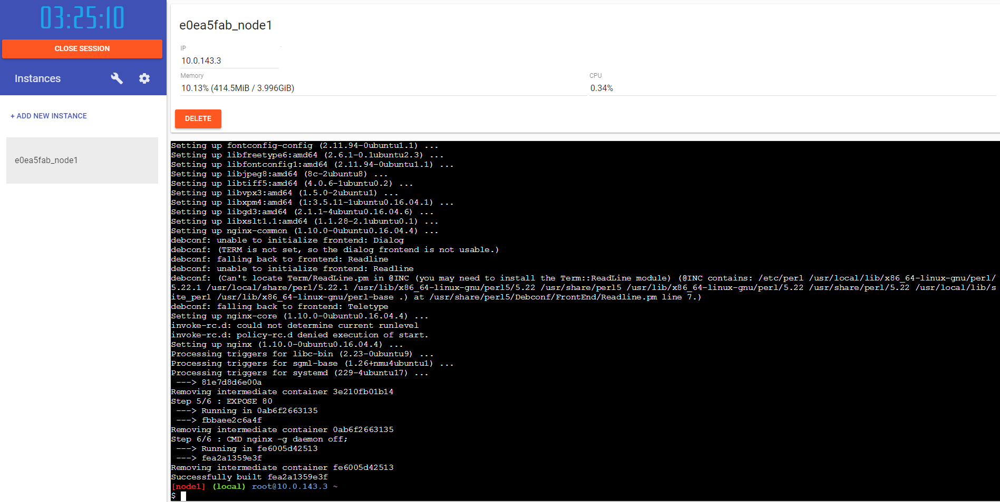 03:25:10
CLOSE SESSION
Instances
+ ADD NEW INSTANCE
e0ea5fab_node1
e0ea5fab_node1
IP
10.0.143.3
Memory
10.13% (414.5MiB / 3.996GiB)
CPU
0.34%
DELETE
Setting up fontconfig-config (2.11.94-0ubuntu1.1) ...
Setting up libfreetype6:amd64 (2.6.1-0.1ubuntu2.3) ...
Setting up libfontconfig1:amd64 (2.11.94-0ubuntu1.1) ...
Setting up libjpeg8:amd64 (8c-2ubuntu8) ...
Setting up libtiff5:amd64 (4.0.6-1ubuntu0.2) ...
Setting up libvpx3:amd64 (1.5.0-2ubuntu1) ...
Setting up libxpm4:amd64 (1:3.5.11-1ubuntu0.16.04.1) ...
Setting up libgd3:amd64 (2.1.1-4ubuntu0.16.04.6) ...
Setting up libxslt1.1:amd64 (1.1.28-2.1ubuntu0.1) ...
Setting up nginx-common (1.10.0-0ubuntu0.16.04.4) ...
debconf: unable to initialize frontend: Dialog
debconf: (TERM is not set, so the dialog frontend is not usable.)
debconf: falling back to frontend: Readline
debconf: unable to initialize frontend: Readline
debconf: (Can't locate Term/ReadLine.pm in @INC (you may need to install the Term::ReadLine module) (@INC contains: /etc/perl /usr/local/lib/x86_64-linux-gnu/perl/
5.22.1 /usr/local/share/perl/5.22.1 /usr/lib/x86_64-linux-gnu/perl5/5.22 /usr/share/perl5 /usr/lib/x86_64-linux-gnu/perl/5.22 /usr/share/perl/5.22 /usr/local/lib/s
ite_perl /usr/lib/x86_64-linux-gnu/perl-base .) at /usr/share/perl5/Debconf/FrontEnd/Readline.pm line 7.)
debconf: falling back to frontend: Teletype
Setting up nginx-core (1.10.0-0ubuntu0.16.04.4) ...
invoke-rc.d: could not determine current runlevel
invoke-rc.d: policy-rc.d denied execution of start.
Setting up nginx (1.10.0-0ubuntu0.16.04.4) ...
Processing triggers for libc-bin (2.23-0ubuntu9) ...
Processing triggers for sgml-base (1.26+nmu4ubuntu1) ...
Processing triggers for systemd (229-4ubuntu17) ...
---> 81e7d8d6e00a
Removing intermediate container 3e210fb01b14
Step 5/6 : EXPOSE 80
---> Running in 0ab6f2663135
---> fbbaee2c6a4f
Removing intermediate container 0ab6f2663135
Step 6/6 : CMD nginx -g daemon off;
---> Running in fe6005d42513
---> fea2a1359e3f
Removing intermediate container fe6005d42513
Successfully built fea2a1359e3f
[node1] (local) root@10.0.143.3 ~
$